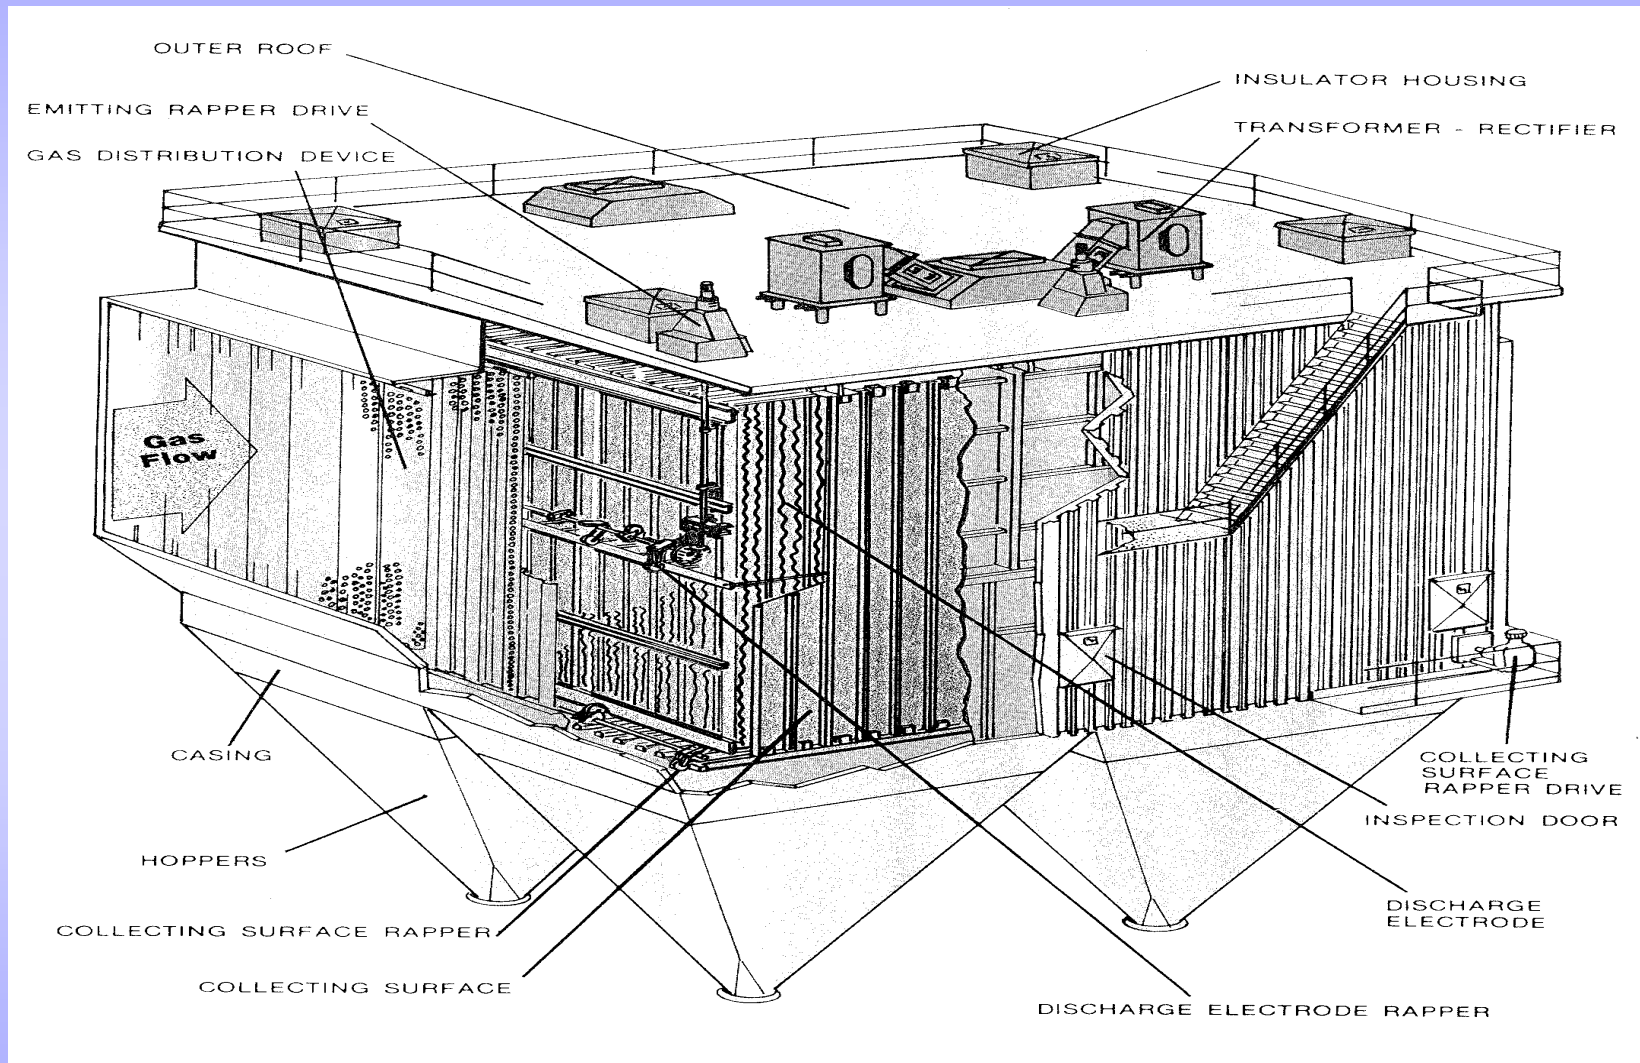 OUTER ROOF
INSULATOR HOUSING
EMITTING RAPPER DRIVE
TRANSFORMER - RECTIFIER
GAS DISTRIBUTION DEVICE
Gas
Flow
CASING
COLLECTING
SURFACE
RAPPER DRIVE
INSPECTION DOOR
HOPPERS
DISCHARGE
ELECTRODE
COLLECTING SURFACE RAPPER
COLLECTING SURFACE
DISCHARGE ELECTRODE RAPPER